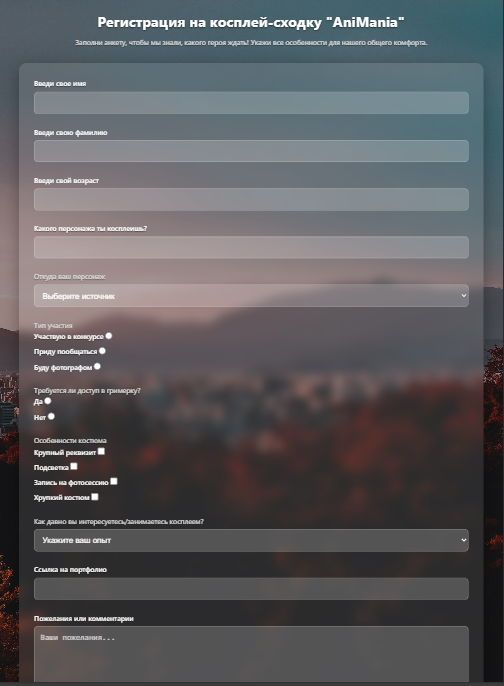 Регистрация на косплей-сходку "AniMania"
Заполни анкету, чтобы мы знали, какого героя ждать! Укажи все особенности для нашего общего комфорта.
Введи свое имя
Введи свою фамилию
Введи свой возраст
Какого персонажа ты косплеишь?
Откуда ваш персонаж
Выберите источник
Тип участия
Участвую в конкурсе
Приду пообщаться
Буду фотографом
Требуется ли доступ в гримерку?
Да
Нет
Особенности костюма
Крупный реквизит
Подсветка
Запись на фотосессию
Хрупкий костюм
Как давно вы интересуетесь/занимаетесь косплеем?
Укажите ваш опыт
Ссылка на портфолио
Пожелания или комментарии
Ваши пожелания...